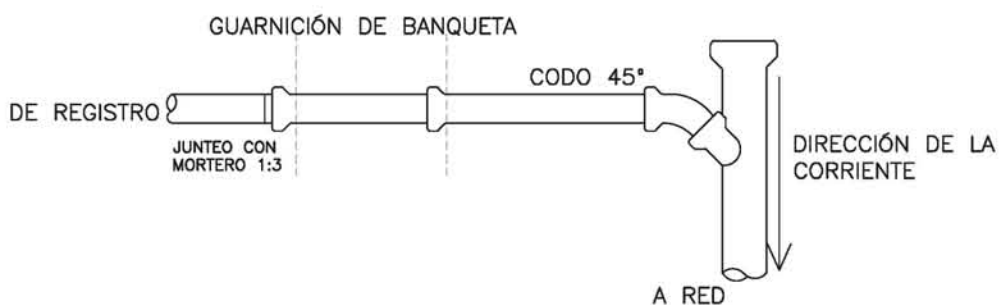 GUARNICIÓN DE BANQUETA
CODO 45°
DE REGISTRO
JUNTEO CON
MORTERO 1:3
DIRECCIÓN DE LA
CORRIENTE
A RED